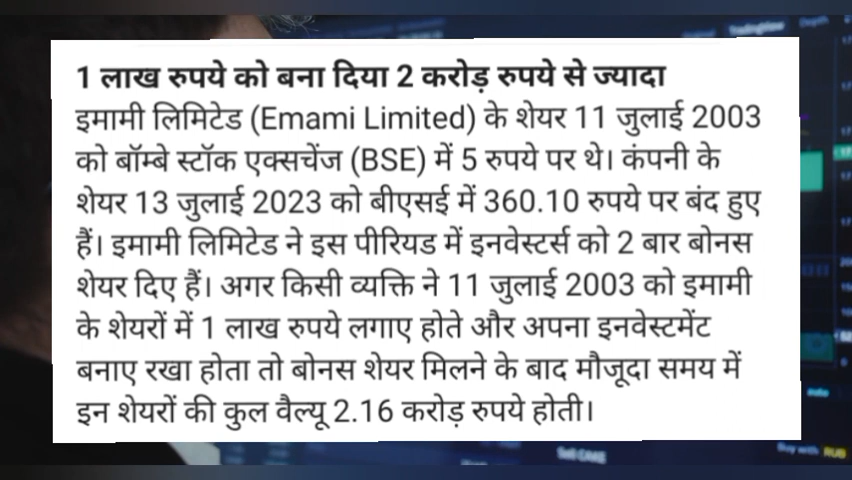 1 लाख रुपये को बना दिया 2 करोड़ रुपये से ज्यादा
इमामी लिमिटेड (Emami Limited) के शेयर 11 जुलाई 2003
को बॉम्बे स्टॉक एक्सचेंज (BSE) में 5 रुपये पर थे। कंपनी के
शेयर 13 जुलाई 2023 को बीएसई में 360.10 रुपये पर बंद हुए
हैं। इमामी लिमिटेड ने इस पीरियड में इनवेस्टर्स को 2 बार बोनस
शेयर दिए हैं। अगर किसी व्यक्ति ने 11 जुलाई 2003 को इमामी
के शेयरों में 1 लाख रुपये लगाए होते और अपना इनवेस्टमेंट
बनाए रखा होता तो बोनस शेयर मिलने के बाद मौजूदा समय में
इन शेयरों की कुल वैल्यू 2.16 करोड़ रुपये होती।